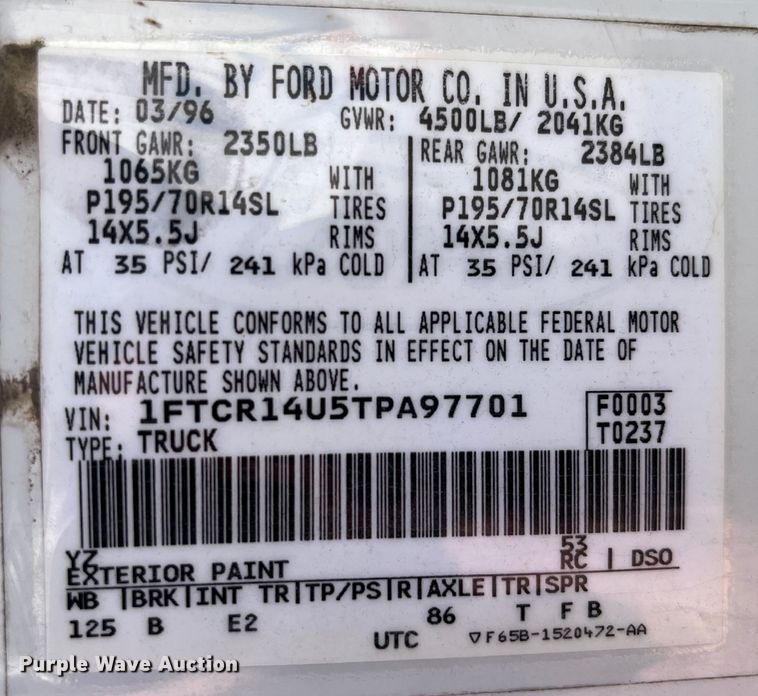 MFD. BY FORD MOTOR CO. IN U.S.A.
DATE: 03/96 GVWR: 4500LB/ 2041KG
FRONT GAWR: 2350LB REAR GAWR: 2384LB
1065KG WITH 1081KG WITH
P195/70R14SL TIRES P195/70R14SL TIRES
14X5.5J RIMS 14X5.5J RIMS
AT 35 PSI/ 241 kPa COLD AT 35 PSI/ 241 kPa COLD
THIS VEHICLE CONFORMS TO ALL APPLICABLE FEDERAL MOTOR
VEHICLE SAFETY STANDARDS IN EFFECT ON THE DATE OF
MANUFACTURE SHOWN ABOVE.
VIN: 1FTCR14U5TPA97701 F0003
TYPE: TRUCK T0237
YZ 53
EXTERIOR PAINT RC | DSO
WB |BRK|INT TR|TP/PS|R|AXLE|TR|SPR
125 B E2 86 T F B
UTC ▽F65B-1520472-AA
Purple Wave Auction